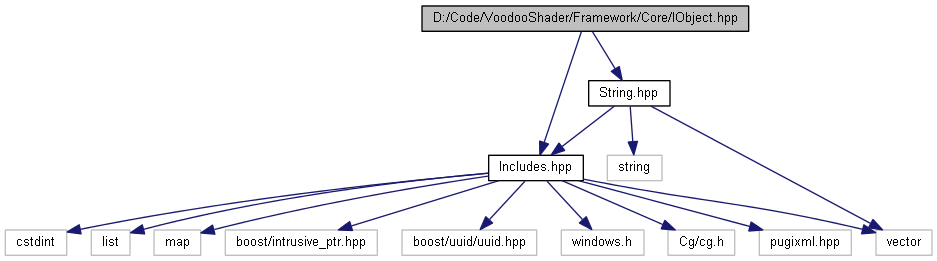 D:/Code/VoodooShader/Framework/Core/IObject.hpp
String.hpp
Includes.hpp
string
cstdint
list
map
boost/intrusive_ptr.hpp
boost/uuid/uuid.hpp
windows.h
Cg/cg.h
pugixml.hpp
vector